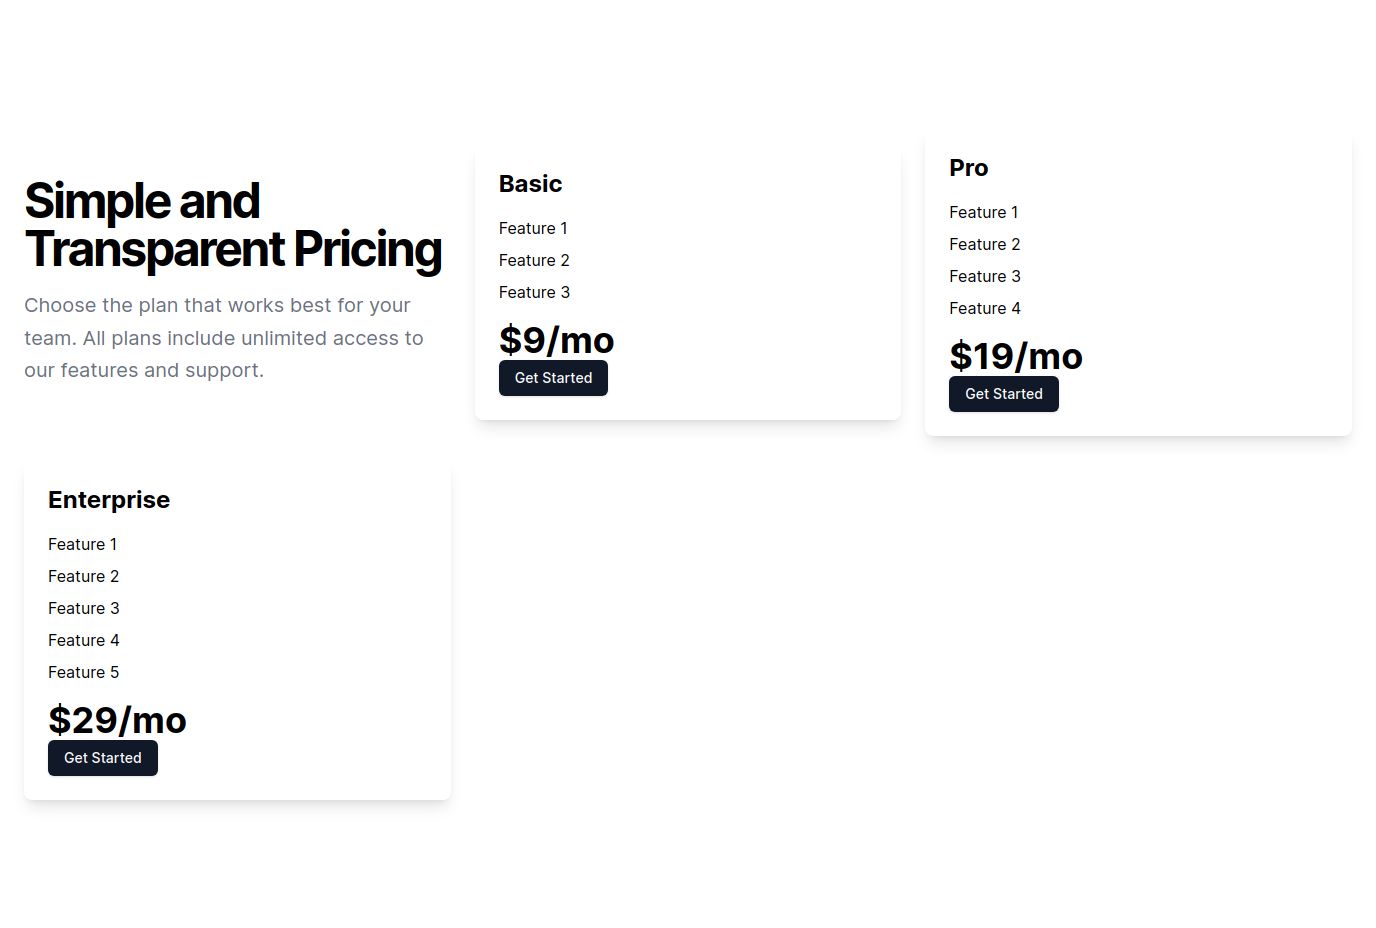 Simple and
Transparent Pricing
Choose the plan that works best for your
team. All plans include unlimited access to
our features and support.
Basic
Feature 1
Feature 2
Feature 3
$9/mo
Get Started
Pro
Feature 1
Feature 2
Feature 3
Feature 4
$19/mo
Get Started
Enterprise
Feature 1
Feature 2
Feature 3
Feature 4
Feature 5
$29/mo
Get Started